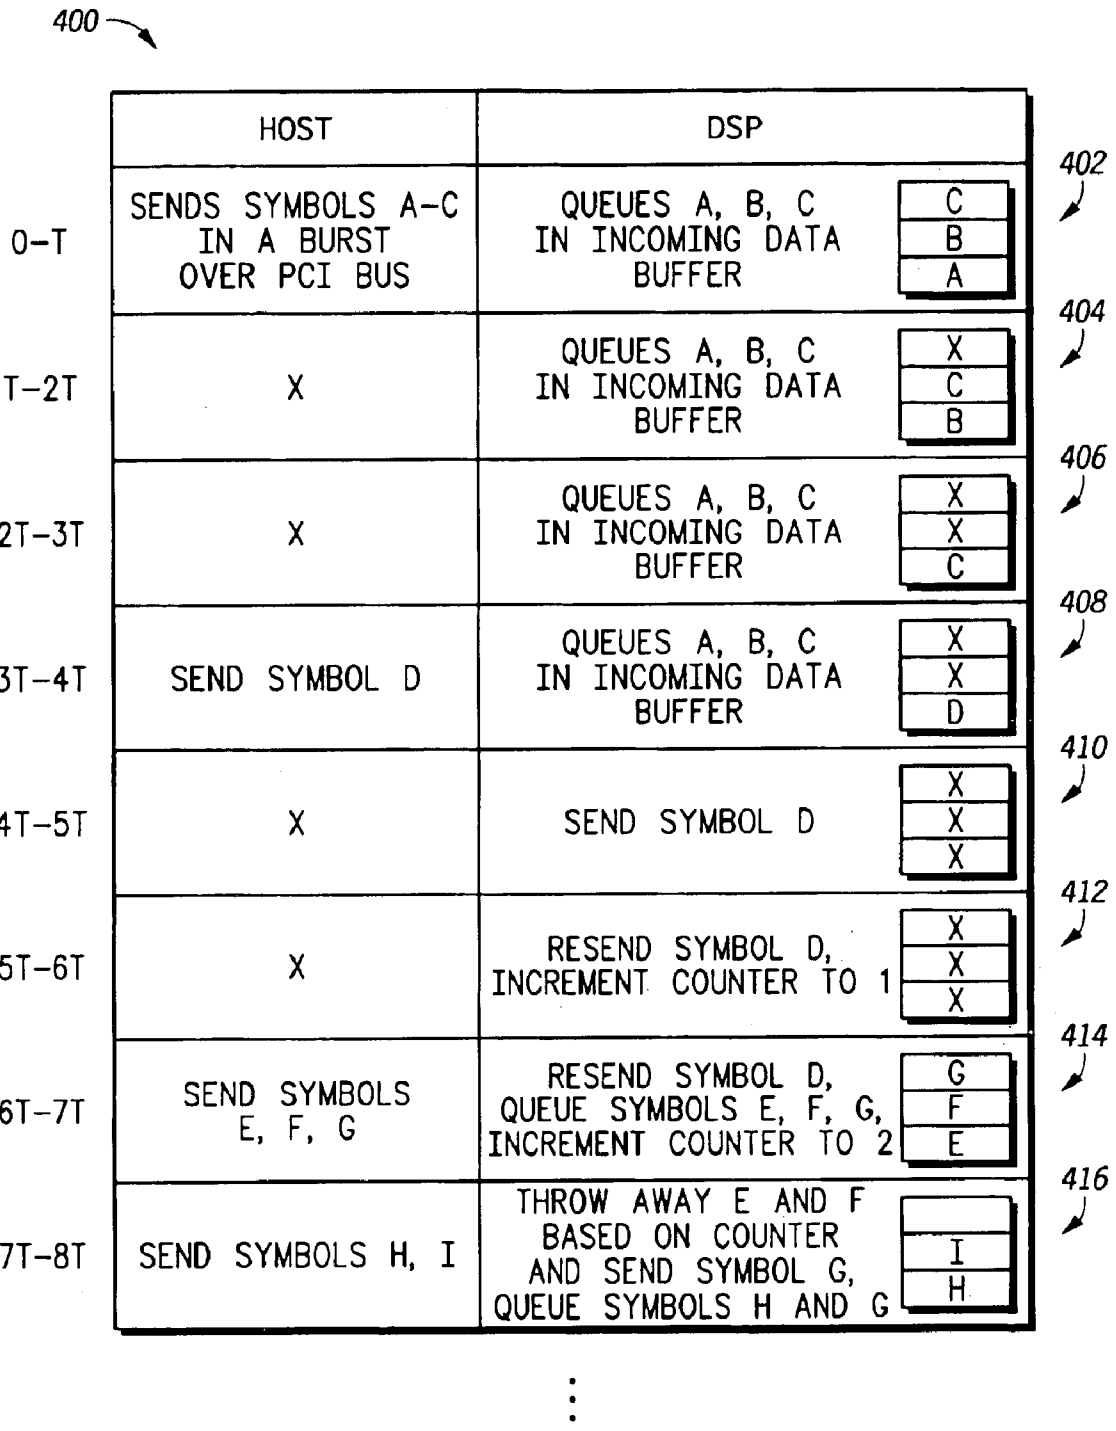 400
HOST
DSP
0-T
SENDS SYMBOLS A-C
IN A BURST
OVER PCI BUS
QUEUES A, B, C
IN INCOMING DATA
BUFFER
C
B
A
402
T-2T
X
QUEUES A, B, C
IN INCOMING DATA
BUFFER
X
C
B
404
2T-3T
X
QUEUES A, B, C
IN INCOMING DATA
BUFFER
X
X
C
406
3T-4T
SEND SYMBOL D
QUEUES A, B, C
IN INCOMING DATA
BUFFER
X
X
D
408
4T-5T
X
SEND SYMBOL D
X
X
X
410
5T-6T
X
RESEND SYMBOL D,
INCREMENT COUNTER TO 1
X
X
X
412
6T-7T
SEND SYMBOLS
E, F, G
RESEND SYMBOL D,
QUEUE SYMBOLS E, F, G,
INCREMENT COUNTER TO 2
G
F
E
414
7T-8T
SEND SYMBOLS H, I
THROW AWAY E AND F
BASED ON COUNTER
AND SEND SYMBOL G,
QUEUE SYMBOLS H AND G
I
H
416